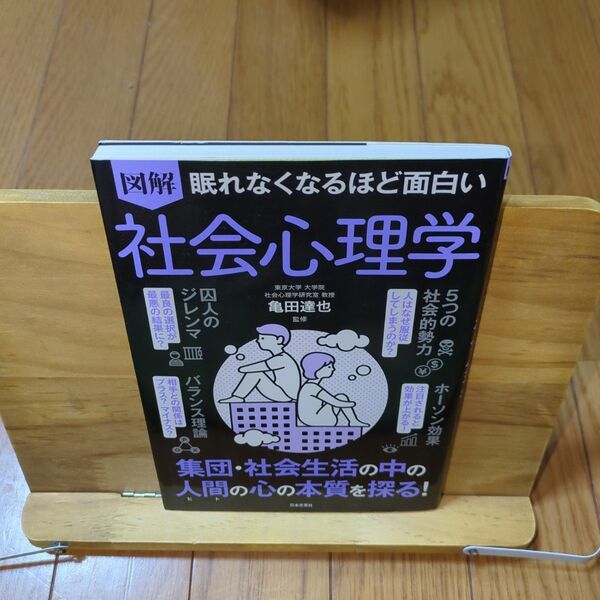 図解
眠れなくなるほど面白い
社会心理学
東京大学 大学院
社会心理学研究室 教授
亀田達也
監修
5つの
社会的勢力
人はなぜ服従
してしまうのか?
囚人の
ジレンマ
最良の選択が
最悪の結果に?
ホーソン効果
注目されると
効果が上がる!
バランス理論
相手との関係は
プラス?マイナス?
集団・社会生活の中の
人間の心の本質を探る!
ヒト
日本文芸社